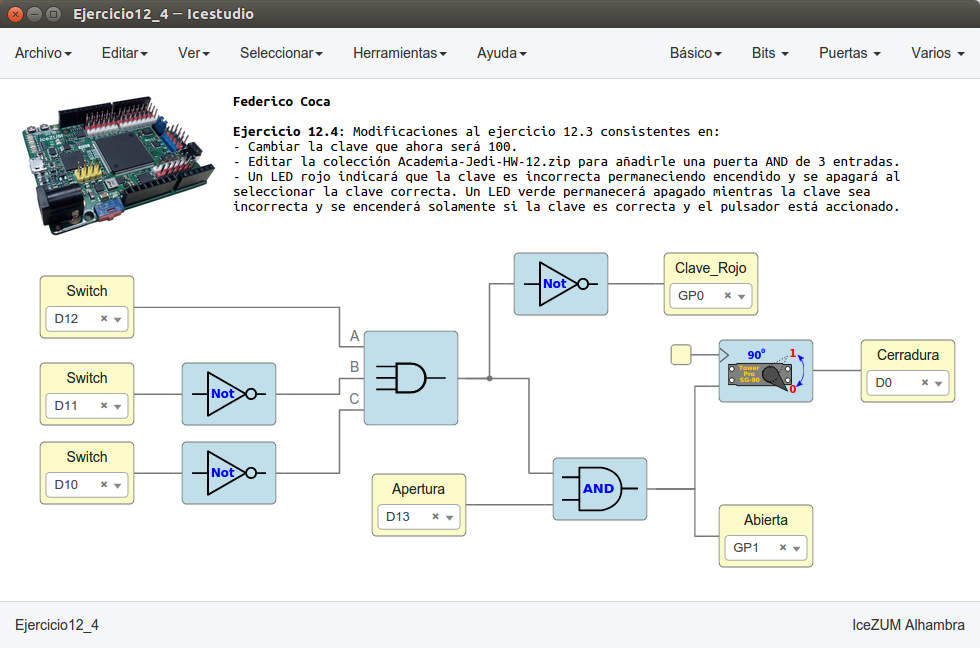 Ejercicio12_4 — Icestudio
Archivo Editar Ver Seleccionar Herramientas Ayuda Básico Bits Puertas Varios
Federico Coca
Ejercicio 12.4: Modificaciones al ejercicio 12.3 consistentes en:
- Cambiar la clave que ahora será 100.
- Editar la colección Academia-Jedi-HW-12.zip para añadirle una puerta AND de 3 entradas.
- Un LED rojo indicará que la clave es incorrecta permaneciendo encendido y se apagará al
seleccionar la clave correcta. Un LED verde permanecerá apagado mientras la clave sea
incorrecta y se encenderá solamente si la clave es correcta y el pulsador está accionado.
IceZUM
Switch
D12
Switch
D11
Switch
D10
Not
Not
A
B
C
Not
Clave_Rojo
GP0
Apertura
D13
AND
90°
1
Tower
Pro
SG-90
0
Cerradura
D0
Abierta
GP1
Ejercicio12_4
IceZUM Alhambra